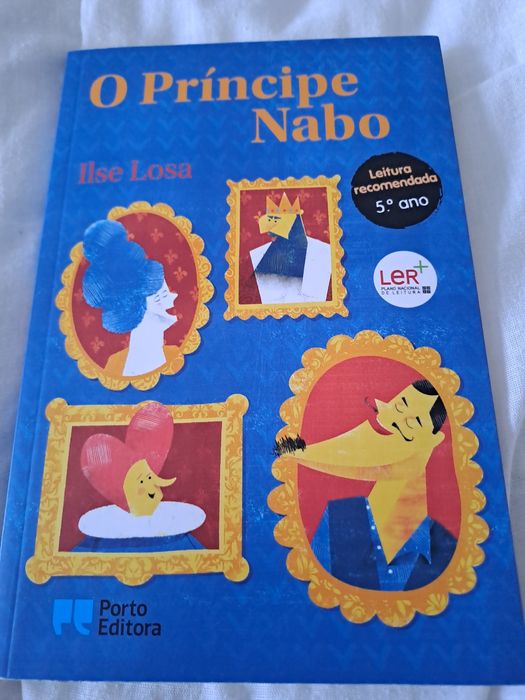 O Príncipe
Nabo
Ilse Losa
Leitura
recomendada
5.º ano
LeR+
PLANO NACIONAL
DE LEITURA
Porto
Editora